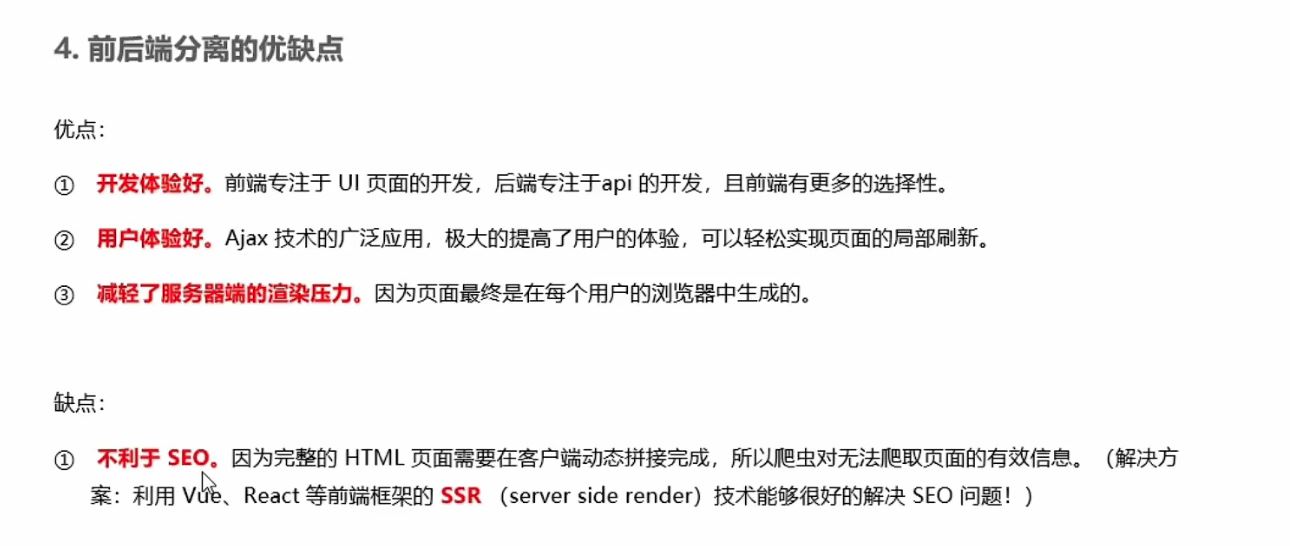 4. 前后端分离的优缺点
优点：
① 开发体验好。前端专注于 UI 页面的开发，后端专注于api 的开发，且前端有更多的选择性。
② 用户体验好。Ajax 技术的广泛应用，极大的提高了用户的体验，可以轻松实现页面的局部刷新。
③ 减轻了服务器端的渲染压力。因为页面最终是在每个用户的浏览器中生成的。
缺点：
① 不利于 SEO。因为完整的 HTML 页面需要在客户端动态拼接完成，所以爬虫对无法爬取页面的有效信息。（解决方
案：利用 Vue、React 等前端框架的 SSR （server side render）技术能够很好的解决 SEO 问题！）